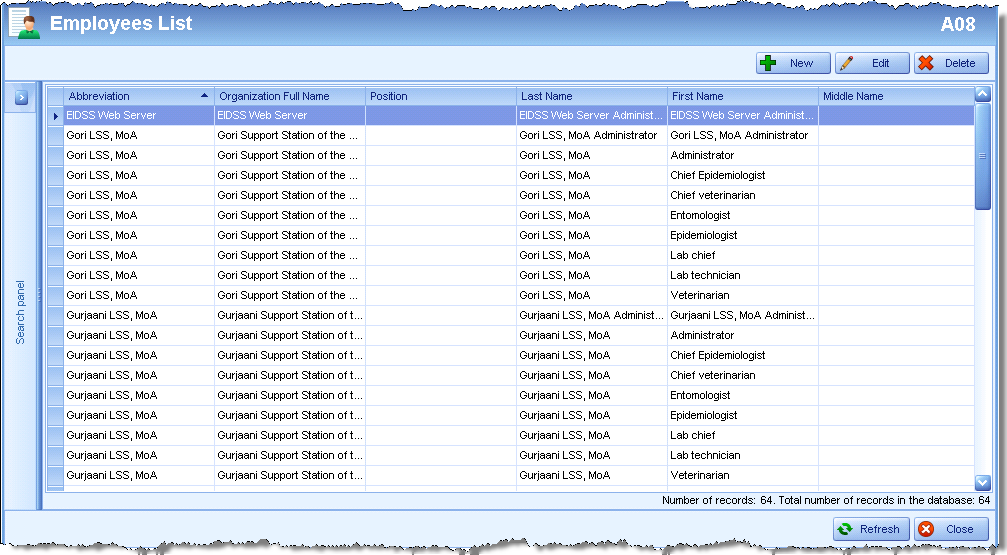 Employees List A08
New Edit Delete
Search panel
Abbreviation Organization Full Name Position Last Name First Name Middle Name
EIDSS Web Server EIDSS Web Server EIDSS Web Server Administ... EIDSS Web Server Administ...
Gori LSS, MoA Gori Support Station of the ... Gori LSS, MoA Administrator Gori LSS, MoA Administrator
Gori LSS, MoA Gori Support Station of the ... Gori LSS, MoA Administrator
Gori LSS, MoA Gori Support Station of the ... Gori LSS, MoA Chief Epidemiologist
Gori LSS, MoA Gori Support Station of the ... Gori LSS, MoA Chief veterinarian
Gori LSS, MoA Gori Support Station of the ... Gori LSS, MoA Entomologist
Gori LSS, MoA Gori Support Station of the ... Gori LSS, MoA Epidemiologist
Gori LSS, MoA Gori Support Station of the ... Gori LSS, MoA Lab chief
Gori LSS, MoA Gori Support Station of the ... Gori LSS, MoA Lab technician
Gori LSS, MoA Gori Support Station of the ... Gori LSS, MoA Veterinarian
Gurjaani LSS, MoA Gurjaani Support Station of t... Gurjaani LSS, MoA Administ... Gurjaani LSS, MoA Administ...
Gurjaani LSS, MoA Gurjaani Support Station of t... Gurjaani LSS, MoA Administrator
Gurjaani LSS, MoA Gurjaani Support Station of t... Gurjaani LSS, MoA Chief Epidemiologist
Gurjaani LSS, MoA Gurjaani Support Station of t... Gurjaani LSS, MoA Chief veterinarian
Gurjaani LSS, MoA Gurjaani Support Station of t... Gurjaani LSS, MoA Entomologist
Gurjaani LSS, MoA Gurjaani Support Station of t... Gurjaani LSS, MoA Epidemiologist
Gurjaani LSS, MoA Gurjaani Support Station of t... Gurjaani LSS, MoA Lab chief
Gurjaani LSS, MoA Gurjaani Support Station of t... Gurjaani LSS, MoA Lab technician
Gurjaani LSS, MoA Gurjaani Support Station of t... Gurjaani LSS, MoA Veterinarian
Number of records: 64. Total number of records in the database: 64
Refresh Close